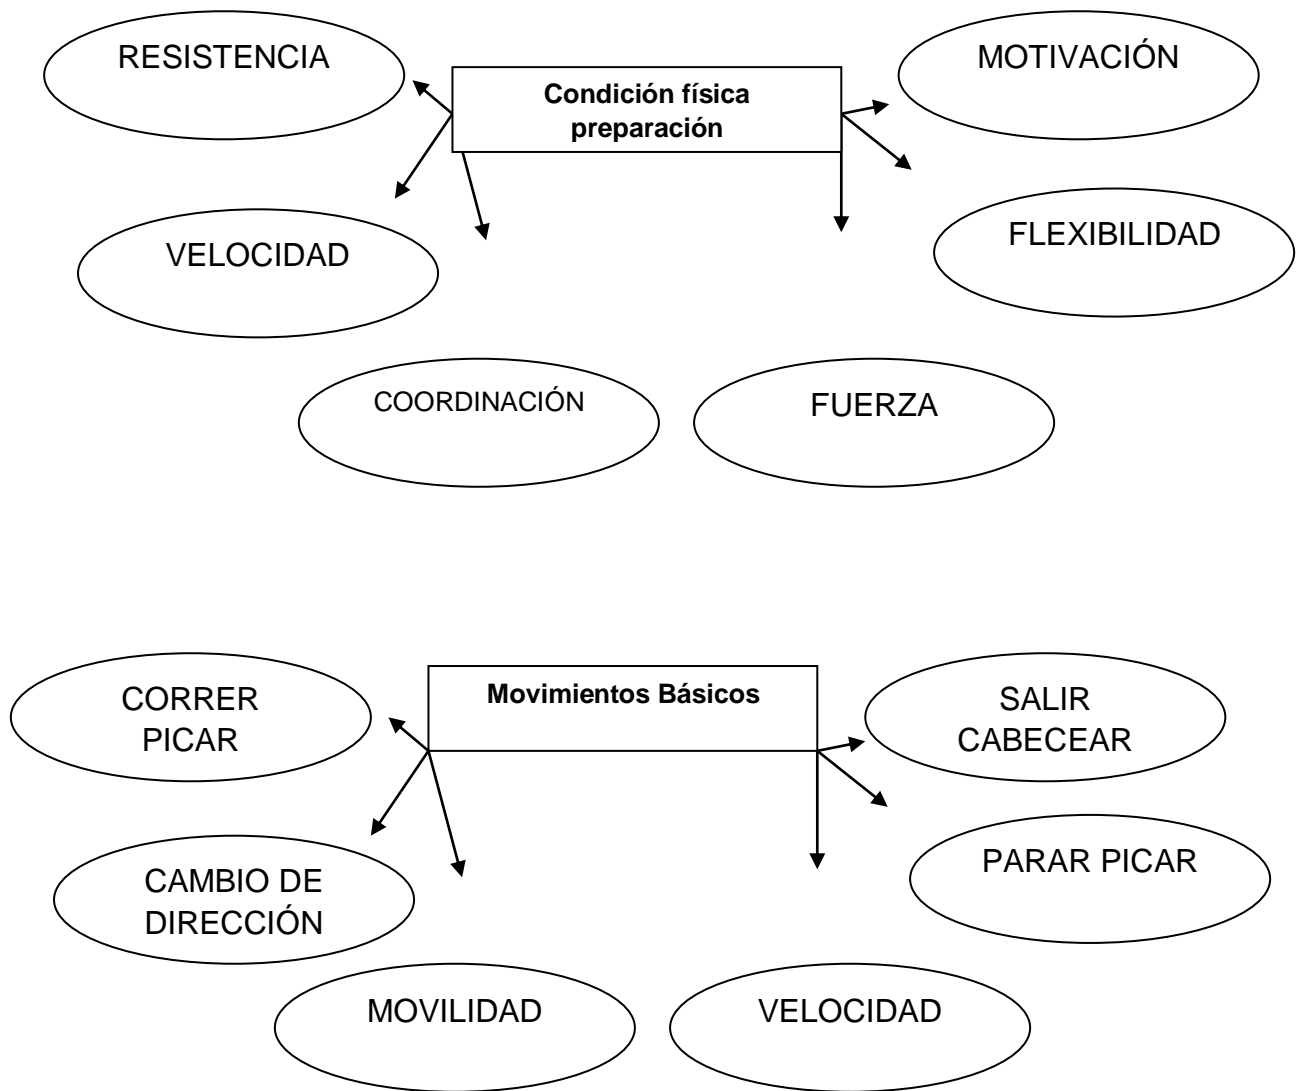 RESISTENCIA
Condición física
preparación
MOTIVACIÓN
VELOCIDAD
FLEXIBILIDAD
COORDINACIÓN
FUERZA
CORRER
PICAR
Movimientos Básicos
SALIR
CABECEAR
CAMBIO DE
DIRECCIÓN
PARAR PICAR
MOVILIDAD
VELOCIDAD